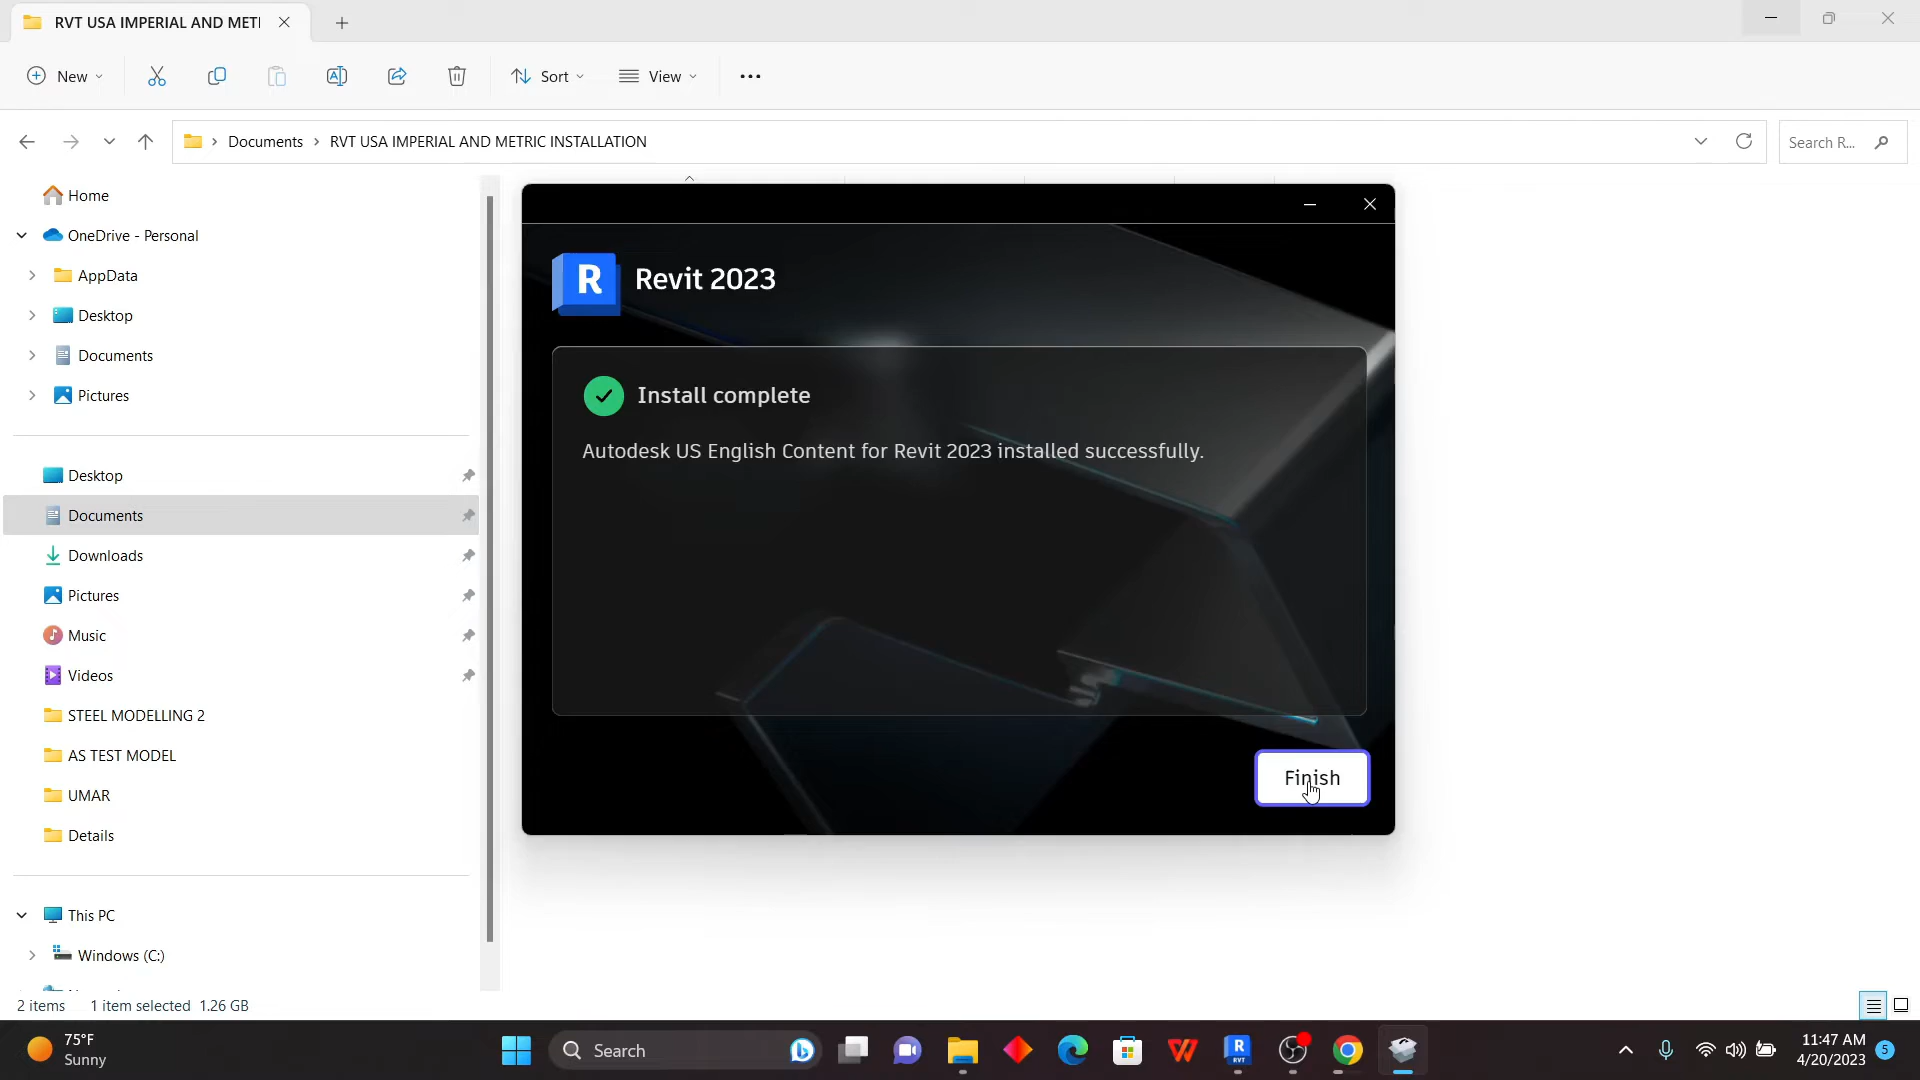 RVT USA IMPERIAL AND METI
New
Sort
View
Documents
RVT USA IMPERIAL AND METRIC INSTALLATION
Search R...
Home
OneDrive - Personal
AppData
Desktop
Documents
Pictures
Desktop
Documents
Downloads
Pictures
Music
Videos
STEEL MODELLING 2
AS TEST MODEL
UMAR
Details
This PC
Windows (C:)
2 items 1 item selected 1.26 GB
R Revit 2023
Install complete
Autodesk US English Content for Revit 2023 installed successfully.
Finish
75°F
Sunny
Search
R
RVT
11:47 AM
4/20/2023
5